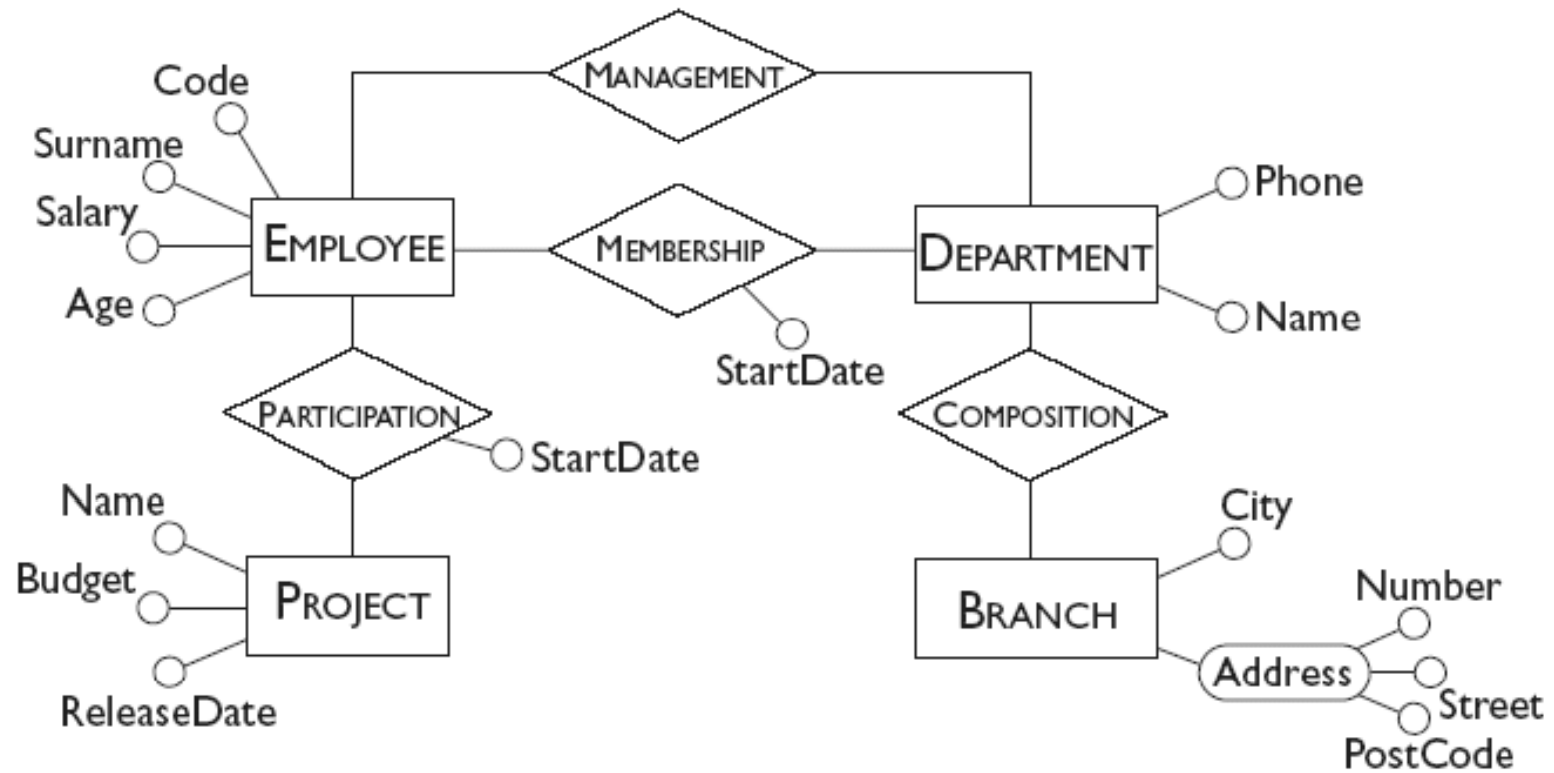 MANAGEMENT
Code
Surname
Salary
Age
EMPLOYEE
MEMBERSHIP
StartDate
DEPARTMENT
Phone
Name
PARTICIPATION
StartDate
COMPOSITION
Name
Budget
ReleaseDate
PROJECT
BRANCH
City
Address
Number
Street
PostCode